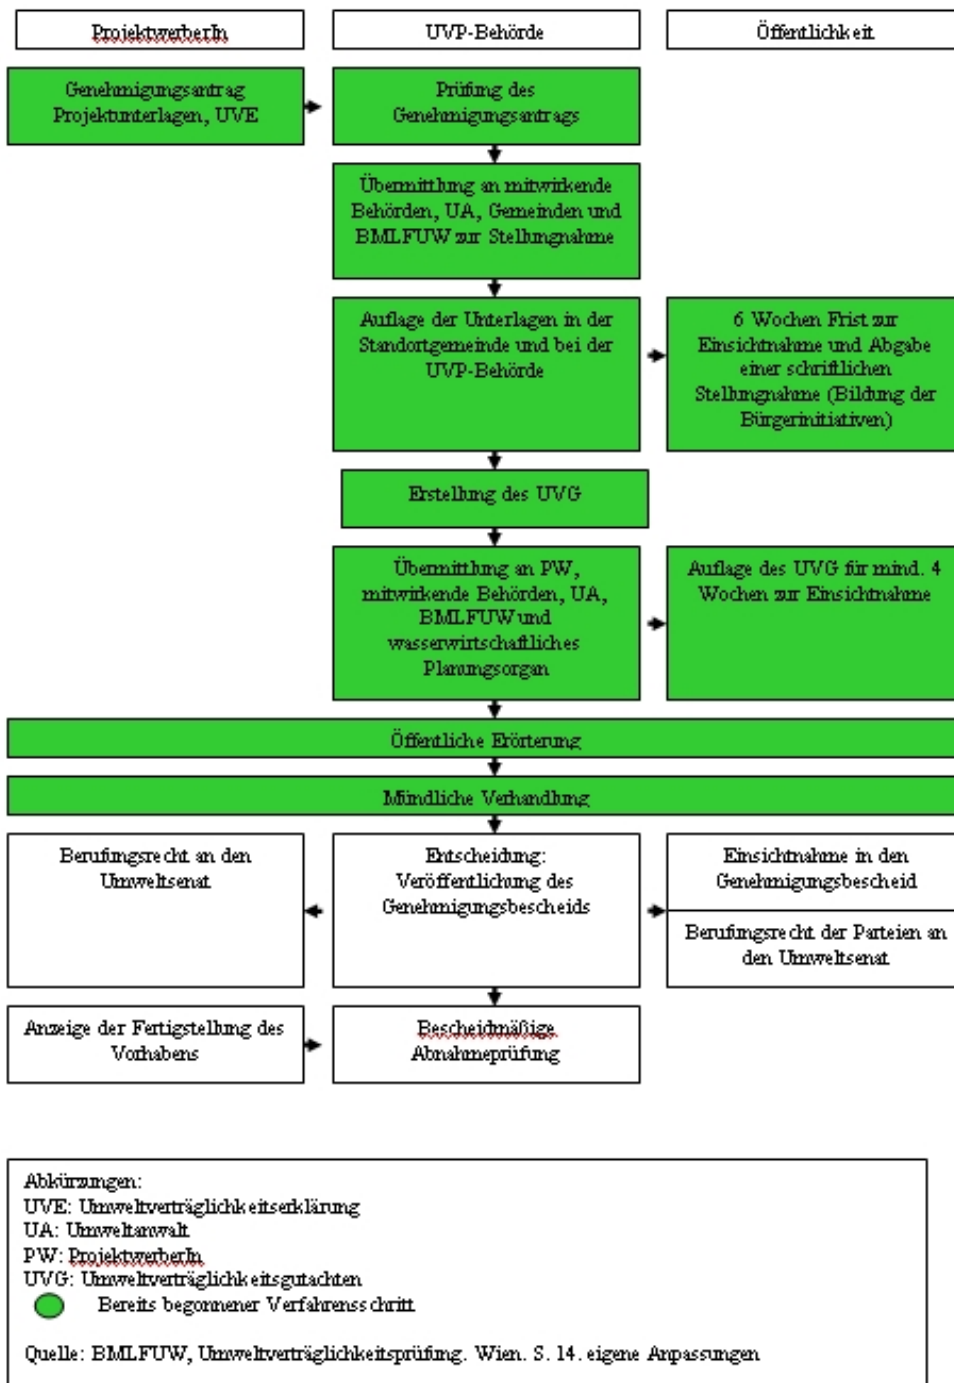 ProjektwerberIn
UVP-Behörde
Öffentlichkeit
Genehmigungsantrag
Projektunterlagen, UVE
Prüfung des
Genehmigungsantrags
Übermittlung an mitwirkende
Behörden, UA, Gemeinden und
BMLFUW zur Stellungnahme
Auflage der Unterlagen in der
Standortgemeinde und bei der
UVP-Behörde
6 Wochen Frist zur
Einsichtnahme und Abgabe
einer schriftlichen
Stellungnahme (Bildung der
Bürgerinitiativen)
Erstellung des UVG
Übermittlung an PW,
mitwirkende Behörden, UA,
BMLFUW und
wasserwirtschaftliches
Planungsorgan
Auflage des UVG für mind. 4
Wochen zur Einsichtnahme
Öffentliche Erörterung
Mündliche Verhandlung
Berufungsrecht an den
Umweltsenat
Entscheidung:
Veröffentlichung des
Genehmigungsbescheids
Einsichtnahme in den
Genehmigungsbescheid
Berufungsrecht der Parteien an
den Umweltsenat
Anzeige der Fertigstellung des
Vorhabens
Bescheidmäßige
Abnahmeprüfung
Abkürzungen:
UVE: Umweltverträglichkeitserklärung
UA: Umweltanwalt
PW: ProjektwerberIn
UVG: Umweltverträglichkeitsgutachten
Bereits begonnener Verfahrensschritt
Quelle: BMLFUW, Umweltverträglichkeitsprüfung. Wien. S. 14. eigene Anpassungen